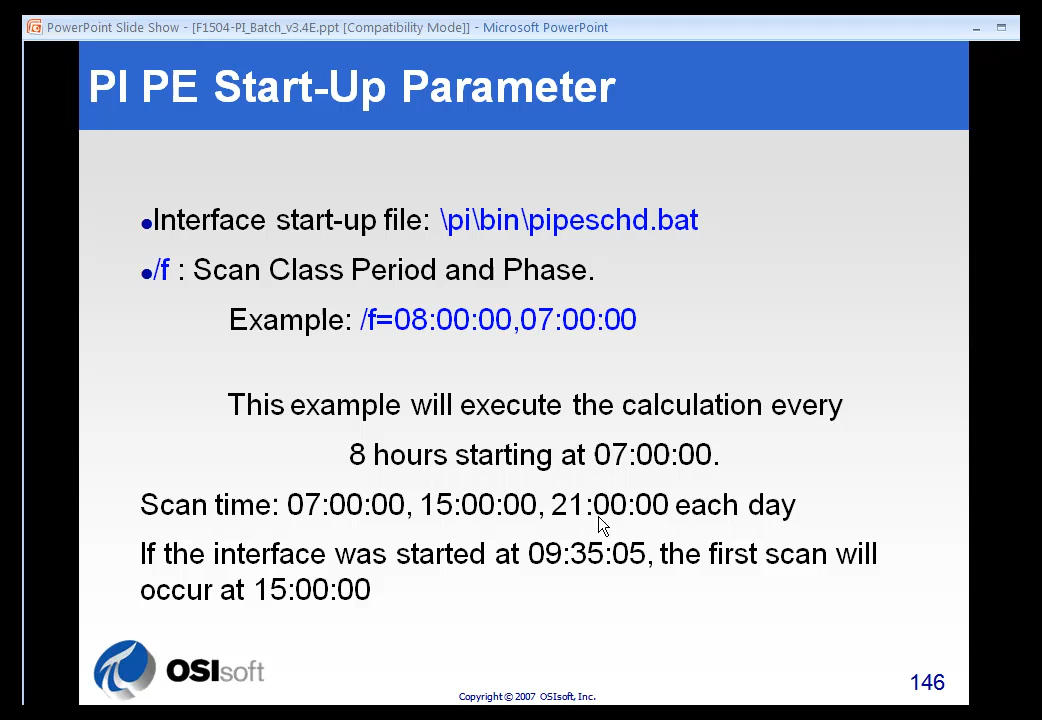 PowerPoint Slide Show - [F1504-PI_Batch_v3.4E.ppt [Compatibility Mode]] - Microsoft PowerPoint
PI PE Start-Up Parameter
•Interface start-up file: \pi\bin\pipeschd.bat
•/f : Scan Class Period and Phase.
Example: /f=08:00:00,07:00:00
This example will execute the calculation every
8 hours starting at 07:00:00.
Scan time: 07:00:00, 15:00:00, 21:00:00 each day
If the interface was started at 09:35:05, the first scan will
occur at 15:00:00
OSIsoft
Copyright © 2007 OSIsoft, Inc.
146